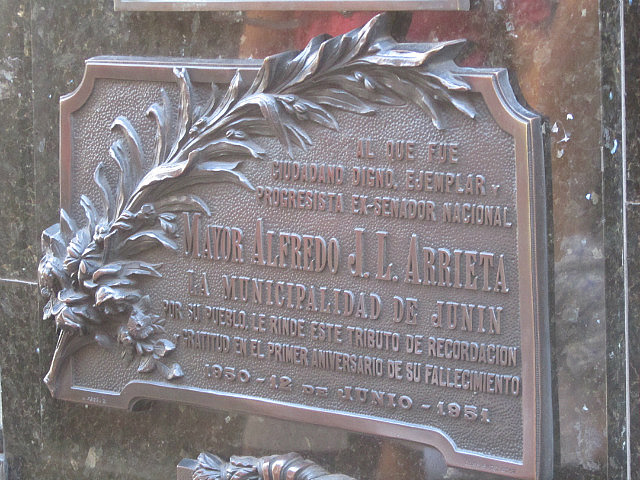 AL QUE FUE
CIUDADANO DIGNO, EJEMPLAR Y
PROGRESISTA EX-SENADOR NACIONAL
MAYOR ALFREDO J. L. ARRIETA
LA MUNICIPALIDAD DE JUNIN
POR SU PUEBLO, LE RINDE ESTE TRIBUTO DE RECORDACION
GRATITUD EN EL PRIMER ANIVERSARIO DE SU FALLECIMIENTO
1950 - 12 DE JUNIO - 1951